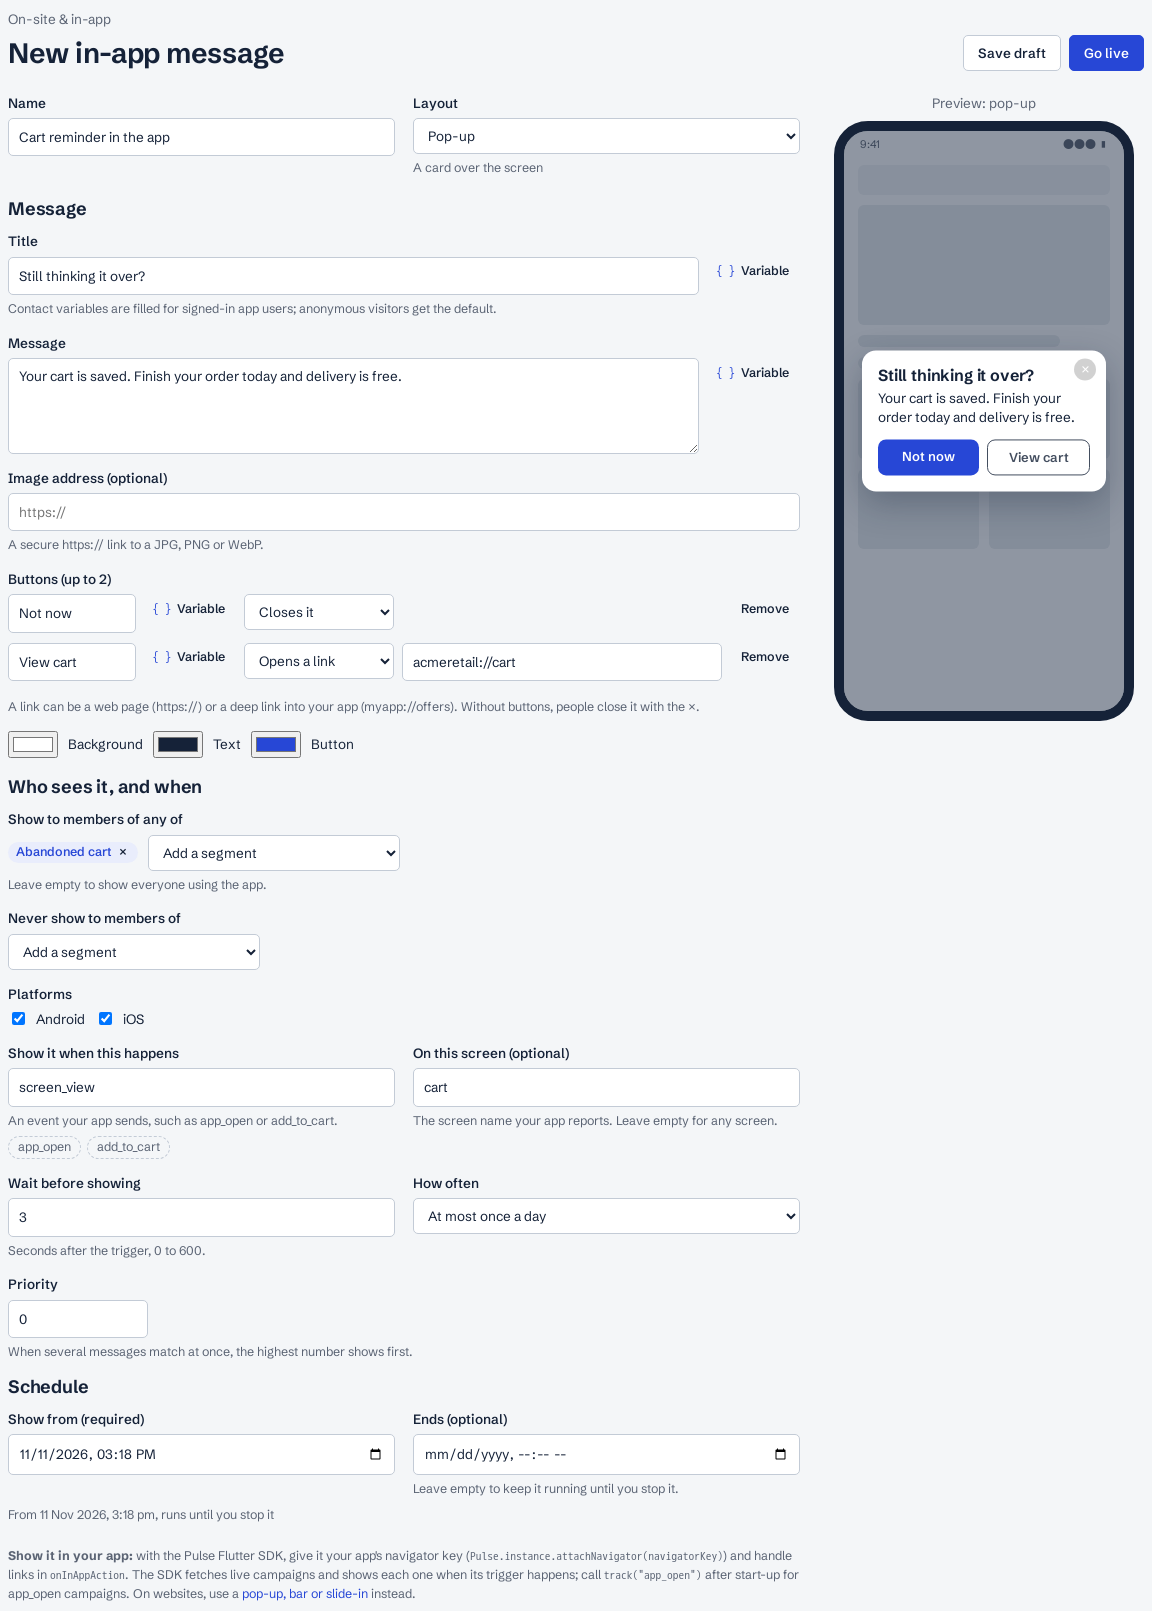 On-site & in-app
New in-app message
Save draft
Go live
Name
Cart reminder in the app
Layout
Pop-up
A card over the screen
Message
Title
Still thinking it over?
{ } Variable
Contact variables are filled for signed-in app users; anonymous visitors get the default.
Message
Your cart is saved. Finish your order today and delivery is free.
{ } Variable
Image address (optional)
https://
A secure https:// link to a JPG, PNG or WebP.
Buttons (up to 2)
Not now
{ } Variable
Closes it
Remove
View cart
{ } Variable
Opens a link
acmeretail://cart
Remove
A link can be a web page (https://) or a deep link into your app (myapp://offers). Without buttons, people close it with the ×.
Background
Text
Button
Who sees it, and when
Show to members of any of
Abandoned cart ×
Add a segment
Leave empty to show everyone using the app.
Never show to members of
Add a segment
Platforms
Android
iOS
Show it when this happens
screen_view
An event your app sends, such as app_open or add_to_cart.
app_open
add_to_cart
On this screen (optional)
cart
The screen name your app reports. Leave empty for any screen.
Wait before showing
3
Seconds after the trigger, 0 to 600.
How often
At most once a day
Priority
0
When several messages match at once, the highest number shows first.
Schedule
Show from (required)
11/11/2026, 03:18 PM
Ends (optional)
mm/dd/yyyy, --:-- --
Leave empty to keep it running until you stop it.
From 11 Nov 2026, 3:18 pm, runs until you stop it
Show it in your app: with the Pulse Flutter SDK, give it your app's navigator key (Pulse.instance.attachNavigator(navigatorKey)) and handle
links in onInAppAction. The SDK fetches live campaigns and shows each one when its trigger happens; call track("app_open") after start-up for
app_open campaigns. On websites, use a pop-up, bar or slide-in instead.
Preview: pop-up
9:41
Still thinking it over?
×
Your cart is saved. Finish your
order today and delivery is free.
Not now
View cart